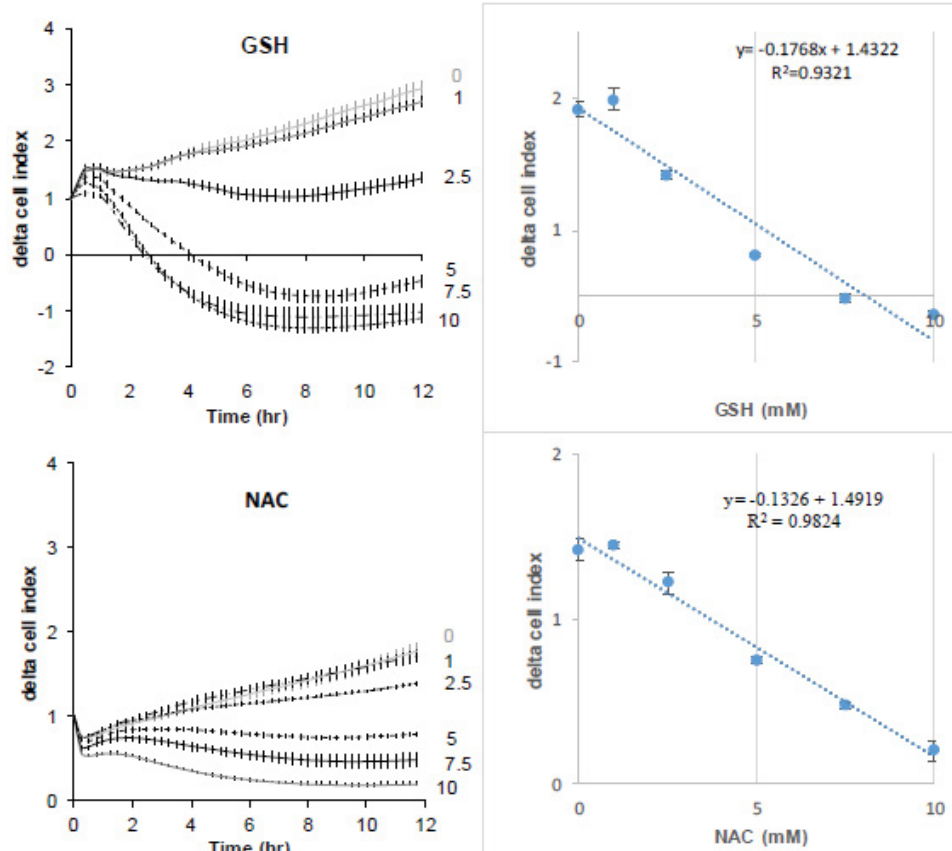 GSH
delta cell index
4
3
2
1
0
-1
-2
0 2 4 6 8 10 12
Time (hr)
0
1
2.5
5
7.5
10
y= -0.1768x + 1.4322
R²=0.9321
delta cell index
2
1
-1
0 5 10
GSH (mM)
NAC
delta cell index
4
3
2
1
0
0 2 4 6 8 10 12
Time (hr)
0
1
2.5
5
7.5
10
y= -0.1326 + 1.4919
R² = 0.9824
delta cell index
2
1
0
0 5 10
NAC (mM)